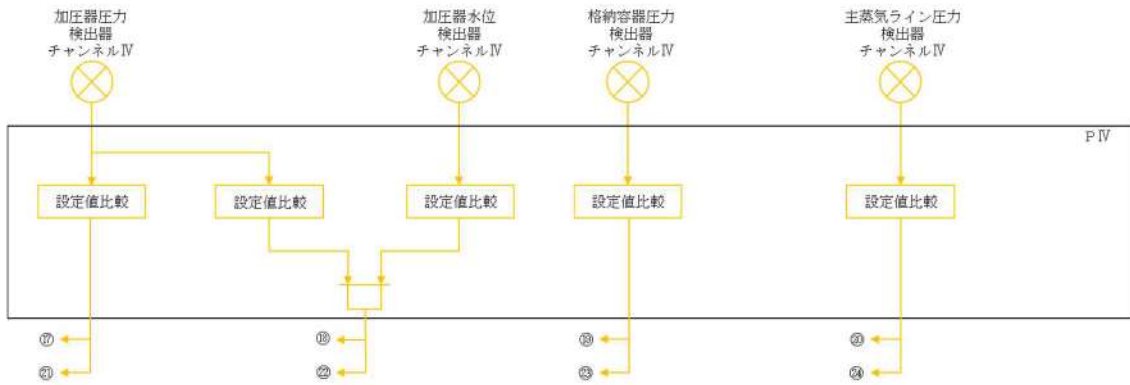 加圧器圧力
検出器
チャンネルⅣ
加圧器水位
検出器
チャンネルⅣ
格納容器圧力
検出器
チャンネルⅣ
主蒸気ライン圧力
検出器
チャンネルⅣ
PⅣ
設定値比較
設定値比較
設定値比較
設定値比較
設定値比較
⑰
⑱
⑲
⑳
㉑
㉒
㉓
㉔